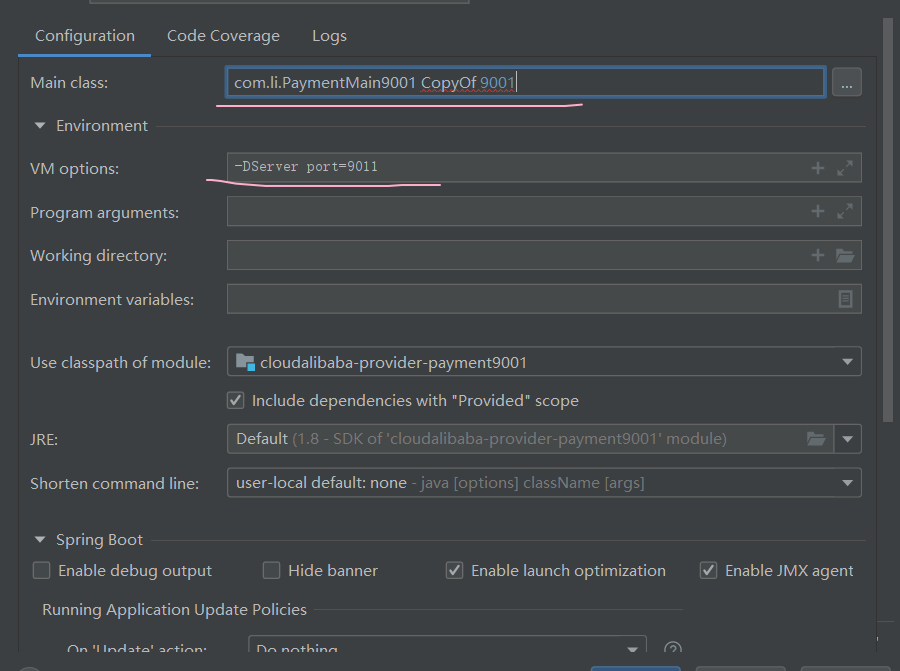 Configuration Code Coverage Logs
Main class: com.li.PaymentMain9001 CopyOf 9001 ...
Environment
VM options: -DServer port=9011
Program arguments:
Working directory:
Environment variables:
Use classpath of module: cloudalibaba-provider-payment9001
Include dependencies with "Provided" scope
JRE: Default (1.8 - SDK of 'cloudalibaba-provider-payment9001' module)
Shorten command line: user-local default: none - java [options] className [args]
Spring Boot
Enable debug output Hide banner Enable launch optimization Enable JMX agent
Running Application Update Policies
On 'Update' action: Do nothing ?